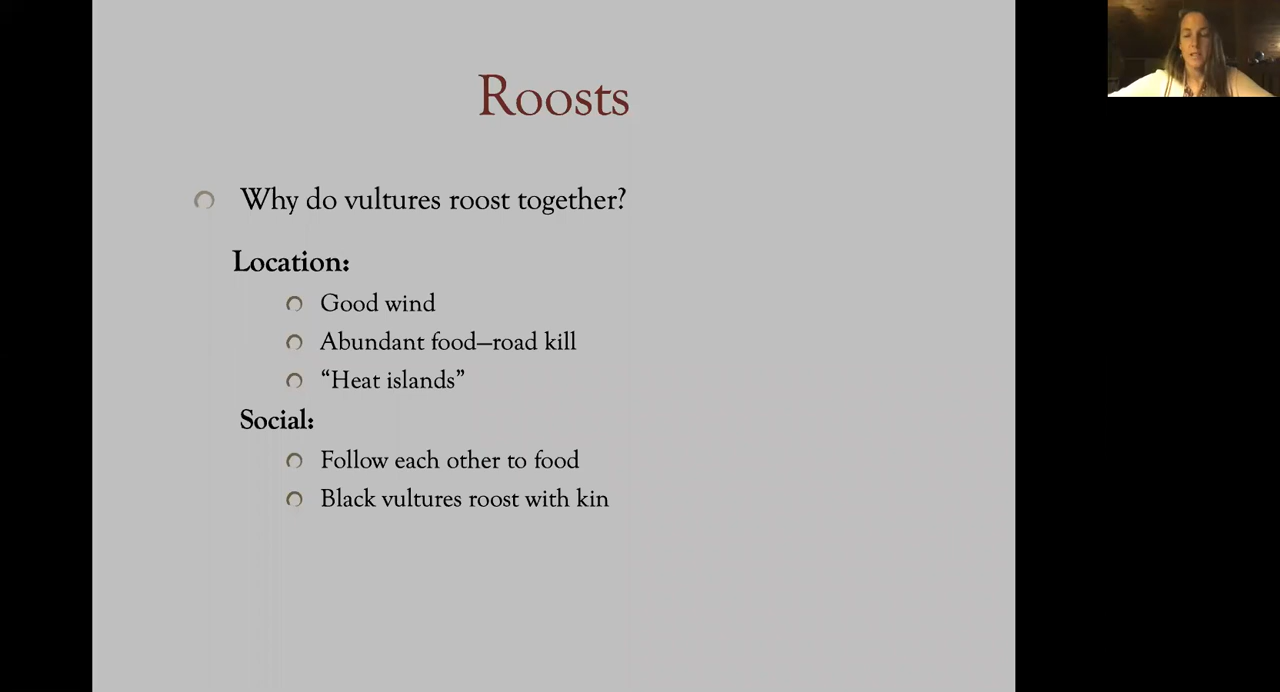 Roosts
Why do vultures roost together?
Location:
Good wind
Abundant food—road kill
“Heat islands”
Social:
Follow each other to food
Black vultures roost with kin